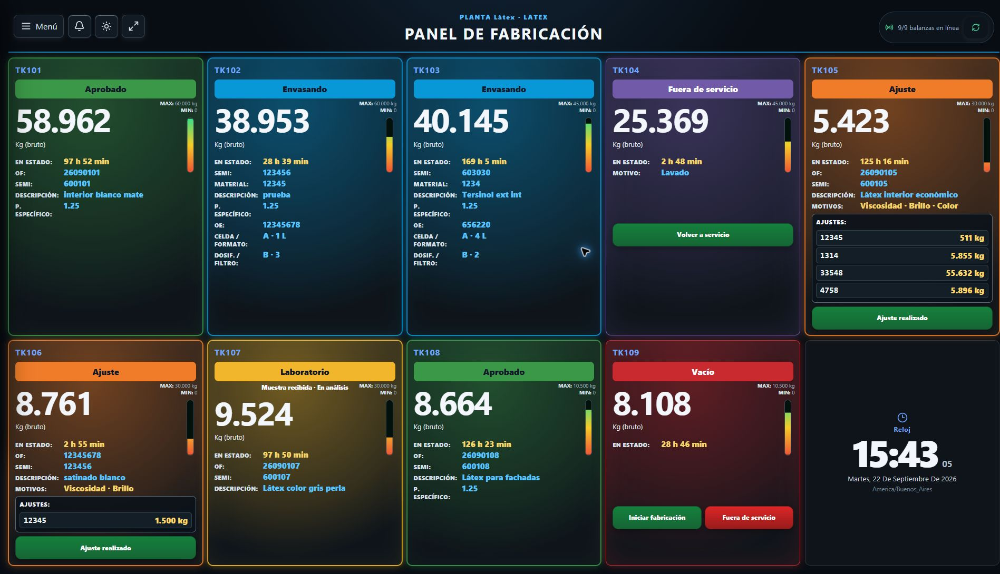 Menú
PLANTA Látex · LATEX
PANEL DE FABRICACIÓN
9/9 balanzas en línea
TK101
Aprobado
MAX: 60.000 kg
MIN: 0
58.962
Kg (bruto)
EN ESTADO: 97 h 52 min
OF: 26090101
SEMI: 600101
DESCRIPCIÓN: interior blanco mate
P. 1.25
ESPECÍFICO:
TK102
Envasando
MAX: 60.000 kg
MIN: 0
38.953
Kg (bruto)
EN ESTADO: 28 h 39 min
SEMI: 123456
MATERIAL: 12345
DESCRIPCIÓN: prueba
P. 1.25
ESPECÍFICO:
OE: 12345678
CELDA / A · 1 L
FORMATO:
DOSIF. / B · 3
FILTRO:
TK103
Envasando
MAX: 45.000 kg
MIN: 0
40.145
Kg (bruto)
EN ESTADO: 169 h 5 min
SEMI: 603030
MATERIAL: 1234
DESCRIPCIÓN: Tersinol ext int
P. 1.25
ESPECÍFICO:
OE: 656220
CELDA / A · 4 L
FORMATO:
DOSIF. / B · 2
FILTRO:
TK104
Fuera de servicio
MAX: 45.000 kg
MIN: 0
25.369
Kg (bruto)
EN ESTADO: 2 h 48 min
MOTIVO: Lavado
Volver a servicio
TK105
Ajuste
MAX: 30.000 kg
MIN: 0
5.423
Kg (bruto)
EN ESTADO: 125 h 16 min
OF: 26090105
SEMI: 600105
DESCRIPCIÓN: Látex interior económico
MOTIVOS: Viscosidad · Brillo · Color
AJUSTES:
12345 511 kg
1314 5.855 kg
33548 55.632 kg
4758 5.896 kg
Ajuste realizado
TK106
Ajuste
MAX: 30.000 kg
MIN: 0
8.761
Kg (bruto)
EN ESTADO: 2 h 55 min
OF: 12345678
SEMI: 123456
DESCRIPCIÓN: satinado blanco
MOTIVOS: Viscosidad · Brillo
AJUSTES:
12345 1.500 kg
Ajuste realizado
TK107
Laboratorio
Muestra recibida · En análisis
MAX: 30.000 kg
MIN: 0
9.524
Kg (bruto)
EN ESTADO: 97 h 50 min
OF: 26090107
SEMI: 600107
DESCRIPCIÓN: Látex color gris perla
TK108
Aprobado
MAX: 10.500 kg
MIN: 0
8.664
Kg (bruto)
EN ESTADO: 126 h 23 min
OF: 26090108
SEMI: 600108
DESCRIPCIÓN: Látex para fachadas
P. 1.25
ESPECÍFICO:
TK109
Vacío
MAX: 10.500 kg
MIN: 0
8.108
Kg (bruto)
EN ESTADO: 28 h 46 min
Iniciar fabricación
Fuera de servicio
Reloj
15:43 05
Martes, 22 De Septiembre De 2026
America/Buenos_Aires